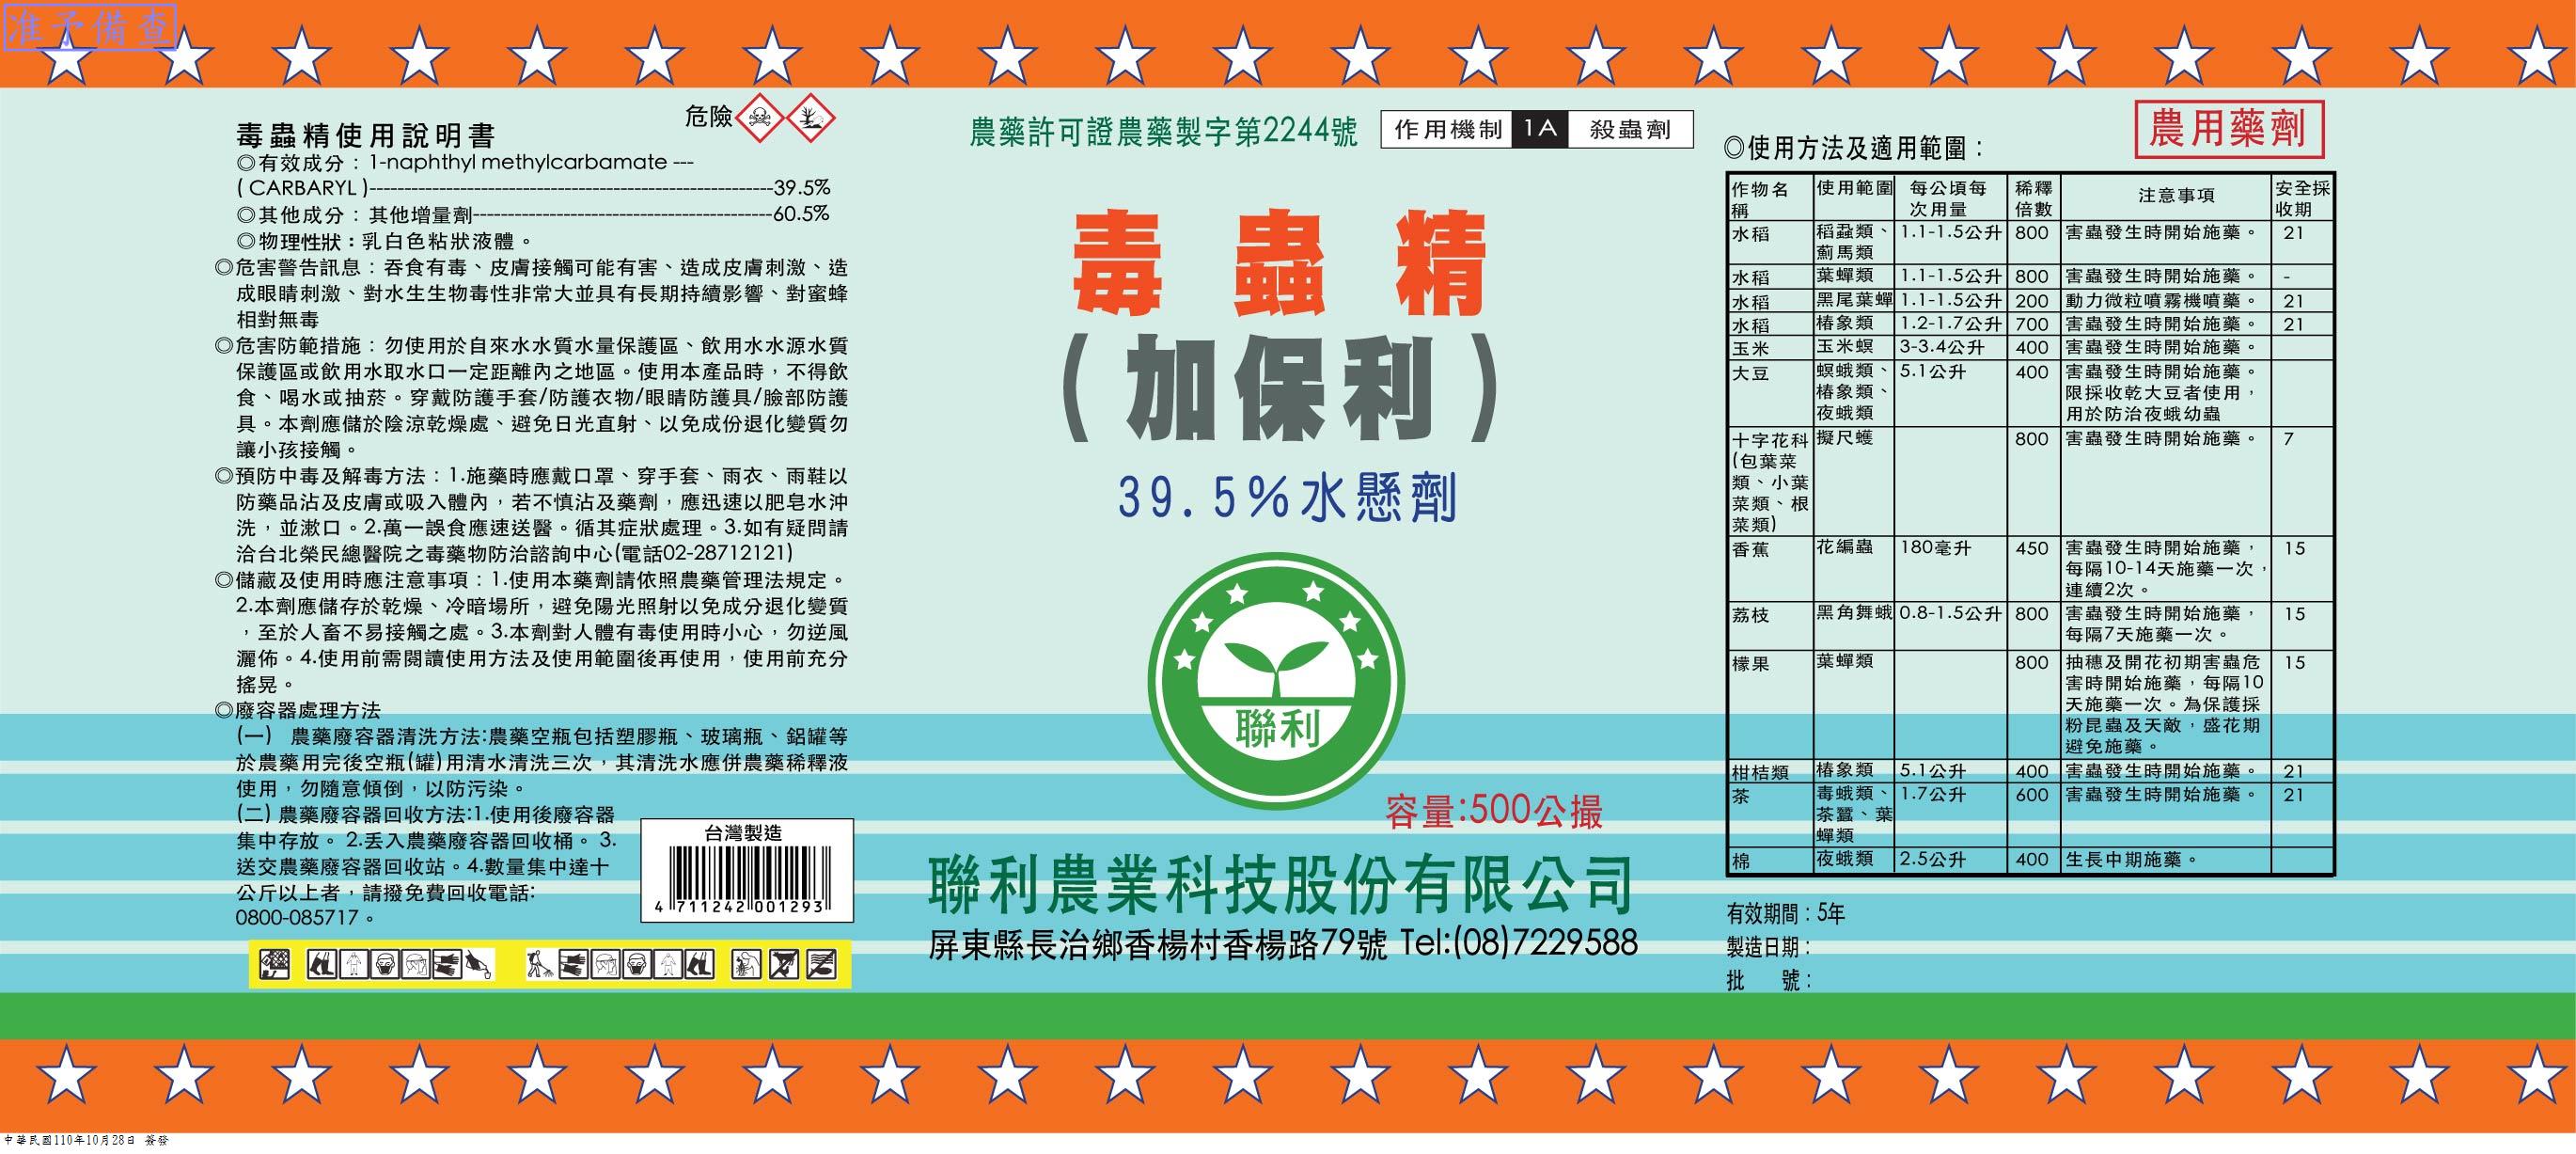 准予備查
毒蟲精使用說明書
危險
◎有效成分：1-naphthyl methylcarbamate ---
( CARBARYL )----------------------------------------------------------39.5%
◎其他成分：其他增量劑-------------------------------------------60.5%
◎物理性狀：乳白色粘狀液體。
◎危害警告訊息：吞食有毒、皮膚接觸可能有害、造成皮膚刺激、造
成眼睛刺激、對水生生物毒性非常大並具有長期持續影響、對蜜蜂
相對無毒
◎危害防範措施：勿使用於自來水水質水量保護區、飲用水水源水質
保護區或飲用水取水口一定距離內之地區。使用本產品時，不得飲
食、喝水或抽菸。穿戴防護手套/防護衣物/眼睛防護具/臉部防護
具。本劑應儲於陰涼乾燥處、避免日光直射、以免成份退化變質勿
讓小孩接觸。
◎預防中毒及解毒方法：1.施藥時應戴口罩、穿手套、雨衣、雨鞋以
防藥品沾及皮膚或吸入體內，若不慎沾及藥劑，應迅速以肥皂水沖
洗，並漱口。2.萬一誤食應速送醫。循其症狀處理。3.如有疑問請
洽台北榮民總醫院之毒藥物防治諮詢中心(電話02-28712121)
◎儲藏及使用時應注意事項：1.使用本藥劑請依照農藥管理法規定。
2.本劑應儲存於乾燥、冷暗場所，避免陽光照射以免成分退化變質
，至於人畜不易接觸之處。3.本劑對人體有毒使用時小心，勿逆風
灑佈。4.使用前需閱讀使用方法及使用範圍後再使用，使用前充分
搖晃。
◎廢容器處理方法
(一) 農藥廢容器清洗方法:農藥空瓶包括塑膠瓶、玻璃瓶、鋁罐等
於農藥用完後空瓶(罐)用清水清洗三次，其清洗水應併農藥稀釋液
使用，勿隨意傾倒，以防污染。
(二) 農藥廢容器回收方法:1.使用後廢容器
集中存放。 2.丟入農藥廢容器回收桶。 3.
送交農藥廢容器回收站。4.數量集中達十
公斤以上者，請撥免費回收電話:
0800-085717。
台灣製造
4 711242 001293
農藥許可證農藥製字第2244號
作用機制 1A 殺蟲劑
毒蟲精
(加保利)
39.5%水懸劑
聯利
容量:500公撮
聯利農業科技股份有限公司
屏東縣長治鄉香楊村香楊路79號 Tel:(08)7229588
農用藥劑
◎使用方法及適用範圍：
作物名稱 使用範圍 每公頃每次用量 稀釋倍數 注意事項 安全採收期
水稻 稻蝨類、薊馬類 1.1-1.5公升 800 害蟲發生時開始施藥。 21
水稻 葉蟬類 1.1-1.5公升 800 害蟲發生時開始施藥。 -
水稻 黑尾葉蟬 1.1-1.5公升 200 動力微粒噴霧機噴藥。 21
水稻 椿象類 1.2-1.7公升 700 害蟲發生時開始施藥。 21
玉米 玉米螟 3-3.4公升 400 害蟲發生時開始施藥。
大豆 螟蛾類、椿象類、夜蛾類 5.1公升 400 害蟲發生時開始施藥。限採收乾大豆者使用，用於防治夜蛾幼蟲
十字花科(包葉菜類、小葉菜類、根菜類) 擬尺蠖 800 害蟲發生時開始施藥。 7
香蕉 花編蟲 180毫升 450 害蟲發生時開始施藥，每隔10-14天施藥一次，連續2次。 15
荔枝 黑角舞蛾 0.8-1.5公升 800 害蟲發生時開始施藥，每隔7天施藥一次。 15
檬果 葉蟬類 800 抽穗及開花初期害蟲危害時開始施藥，每隔10天施藥一次。為保護採粉昆蟲及天敵，盛花期避免施藥。 15
柑桔類 椿象類 5.1公升 400 害蟲發生時開始施藥。 21
茶 毒蛾類、茶蠶、葉蟬類 1.7公升 600 害蟲發生時開始施藥。 21
棉 夜蛾類 2.5公升 400 生長中期施藥。
有效期間：5年
製造日期：
批 號：
中華民國110年10月28日 簽發